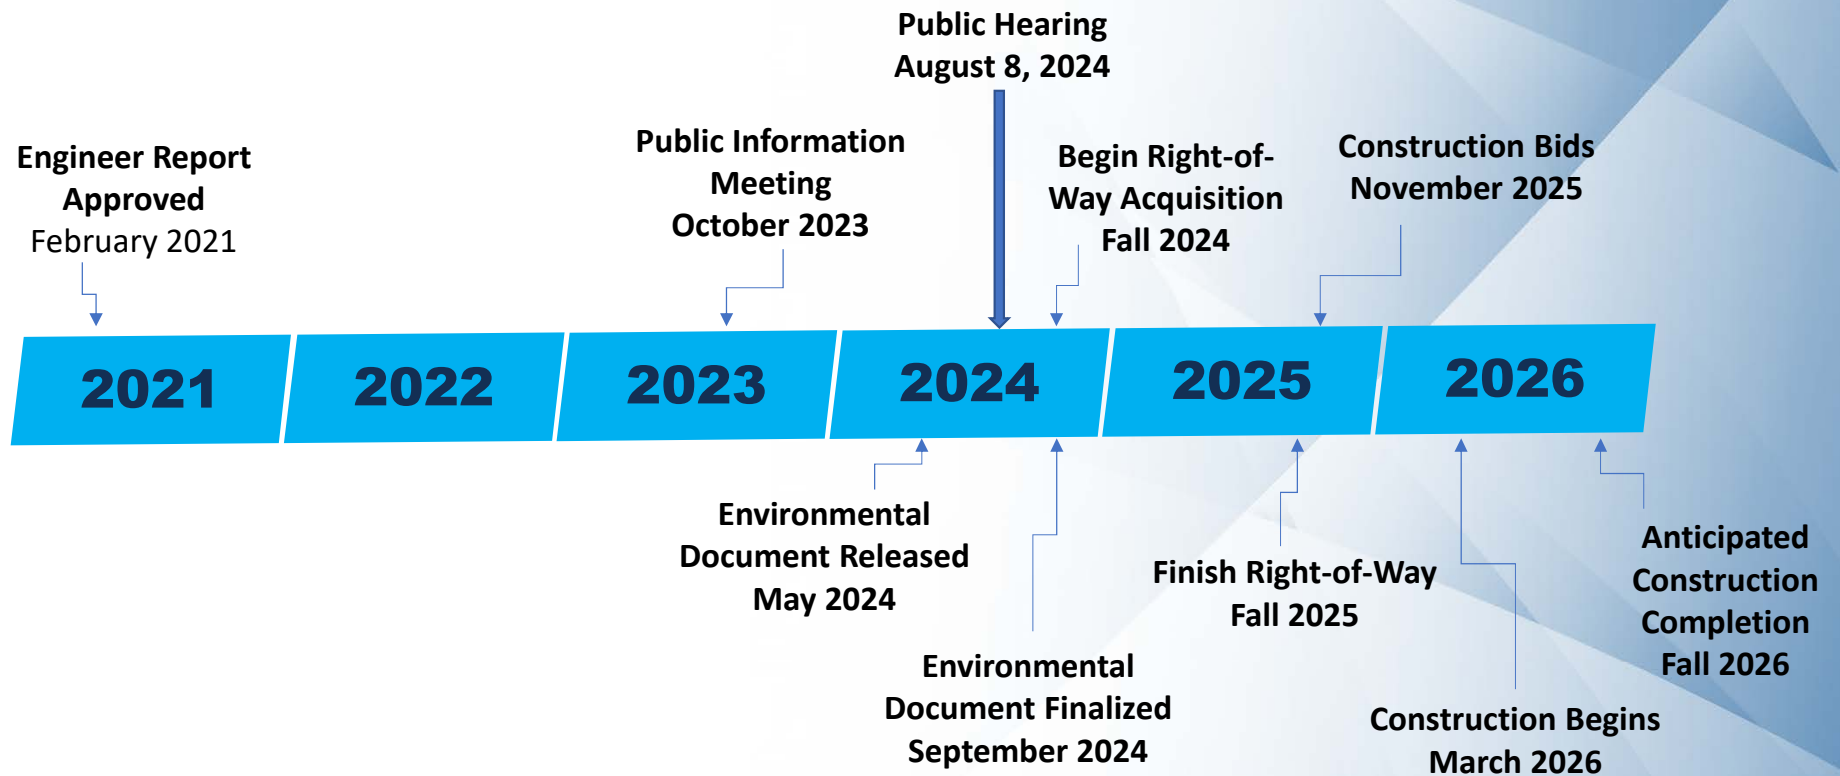 Public Hearing
August 8, 2024
Engineer Report
Approved
February 2021
Public Information
Meeting
October 2023
Begin Right-of-
Way Acquisition
Fall 2024
Construction Bids
November 2025
2021
2022
2023
2024
2025
2026
Environmental
Document Released
May 2024
Environmental
Document Finalized
September 2024
Finish Right-of-Way
Fall 2025
Construction Begins
March 2026
Anticipated
Construction
Completion
Fall 2026